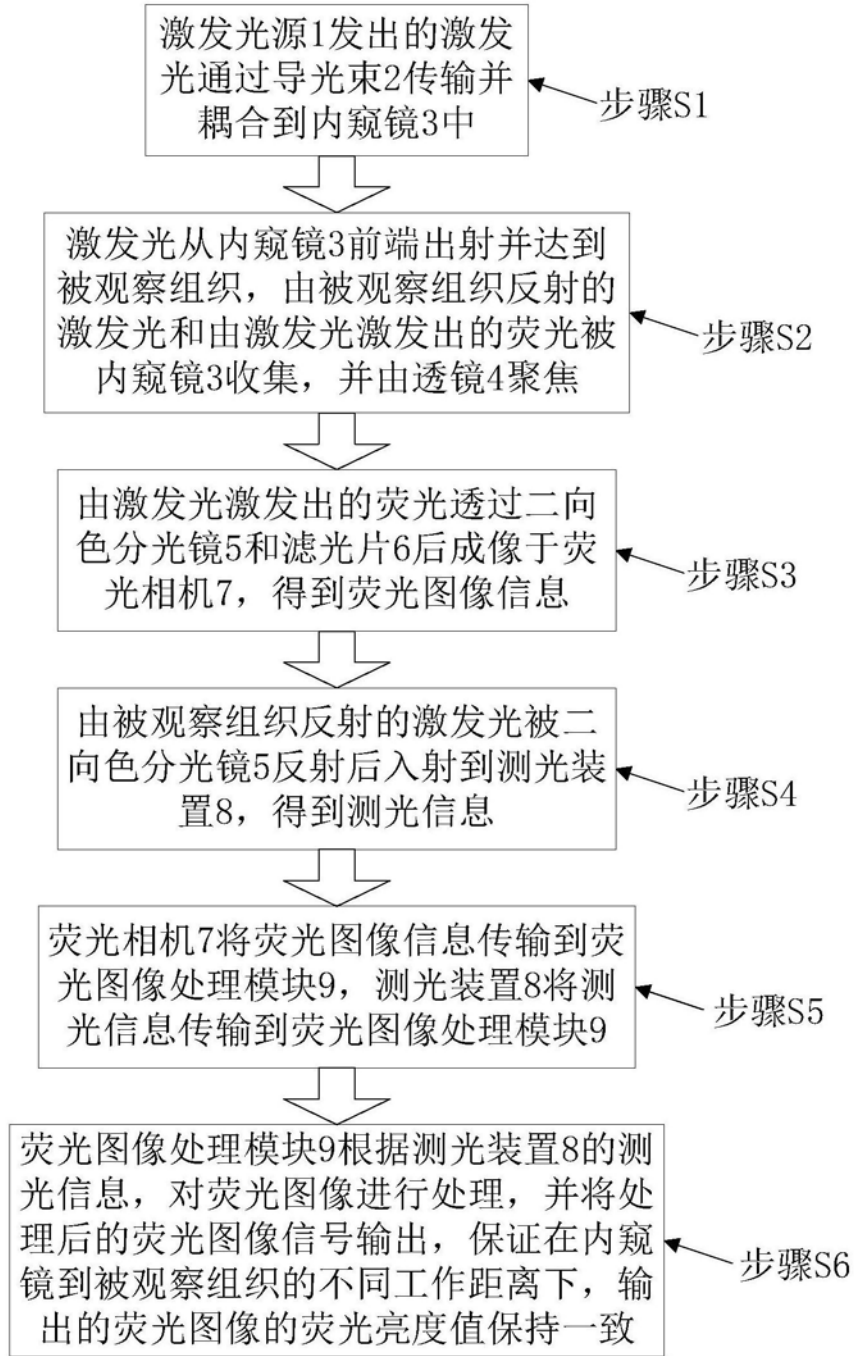 激发光源1发出的激发
光通过导光束2传输并
耦合到内窥镜3中
步骤S1
激发光从内窥镜3前端出射并达到
被观察组织，由被观察组织反射的
激发光和由激发光激发出的荧光被
内窥镜3收集，并由透镜4聚焦
步骤S2
由激发光激发出的荧光透过二向
色分光镜5和滤光片6后成像于荧
光相机7，得到荧光图像信息
步骤S3
由被观察组织反射的激发光被二
向色分光镜5反射后入射到测光装
置8，得到测光信息
步骤S4
荧光相机7将荧光图像信息传输到荧
光图像处理模块9，测光装置8将测
光信息传输到荧光图像处理模块9
步骤S5
荧光图像处理模块9根据测光装置8的测
光信息，对荧光图像进行处理，并将处
理后的荧光图像信号输出，保证在内窥
镜到被观察组织的不同工作距离下，输
出的荧光图像的荧光亮度值保持一致
步骤S6